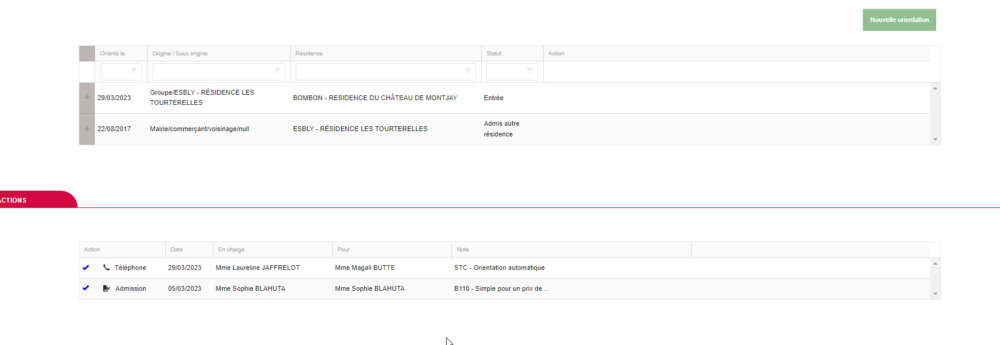 Nouvelle orientation
Orienté le Origine / Sous origine Résidence Statut Action
29/03/2023 Groupe/ESBLY - RÉSIDENCE LES TOURTERELLES BOMBON - RESIDENCE DU CHÂTEAU DE MONTJAY Entrée
22/08/2017 Mairie/commerçant/voisinage/null ESBLY - RÉSIDENCE LES TOURTERELLES Admis autre résidence
ACTIONS
Action Date En charge Pour Note
Téléphone 29/03/2023 Mme Laureline JAFFRELOT Mme Magali BUTTE STC - Orientation automatique
Admission 05/03/2023 Mme Sophie BLAHUTA Mme Sophie BLAHUTA B110 - Simple pour un prix de ...